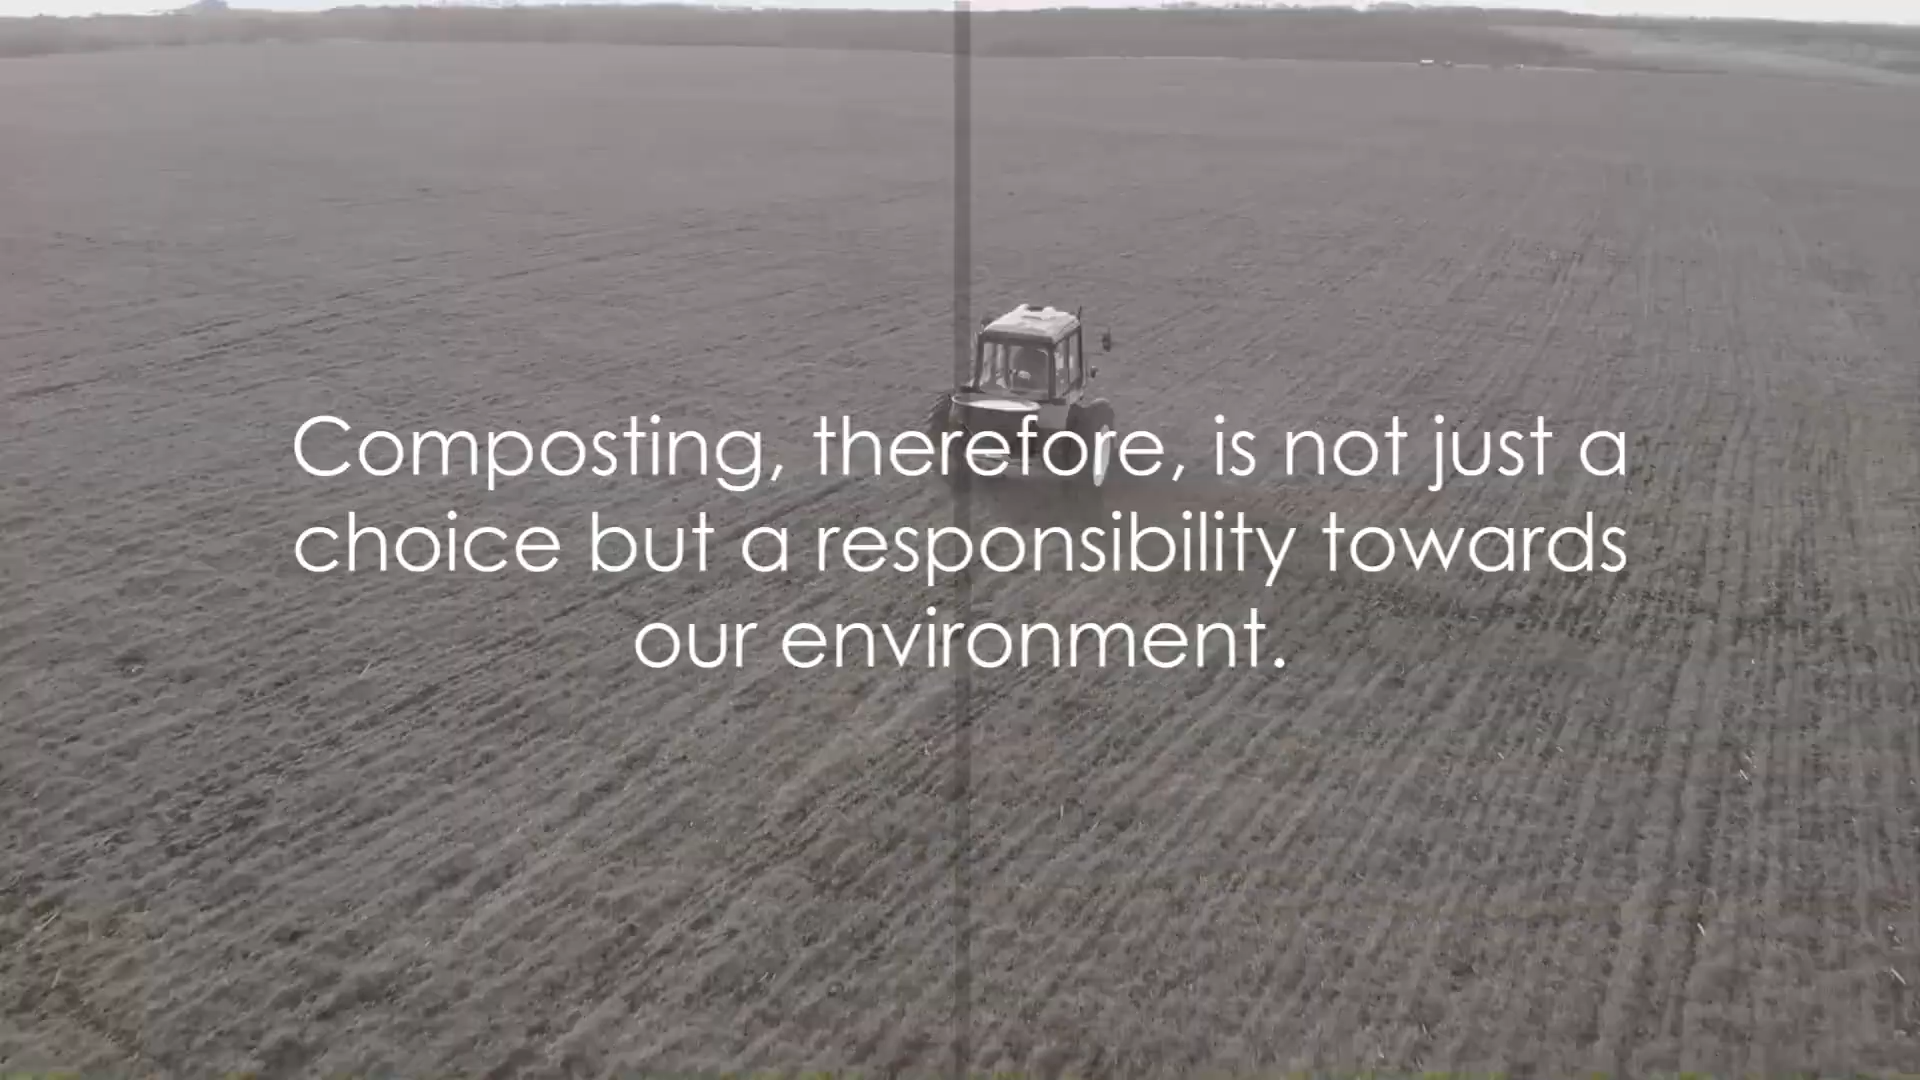 Composting, therefore, is not just a
choice but a responsibility towards
our environment.